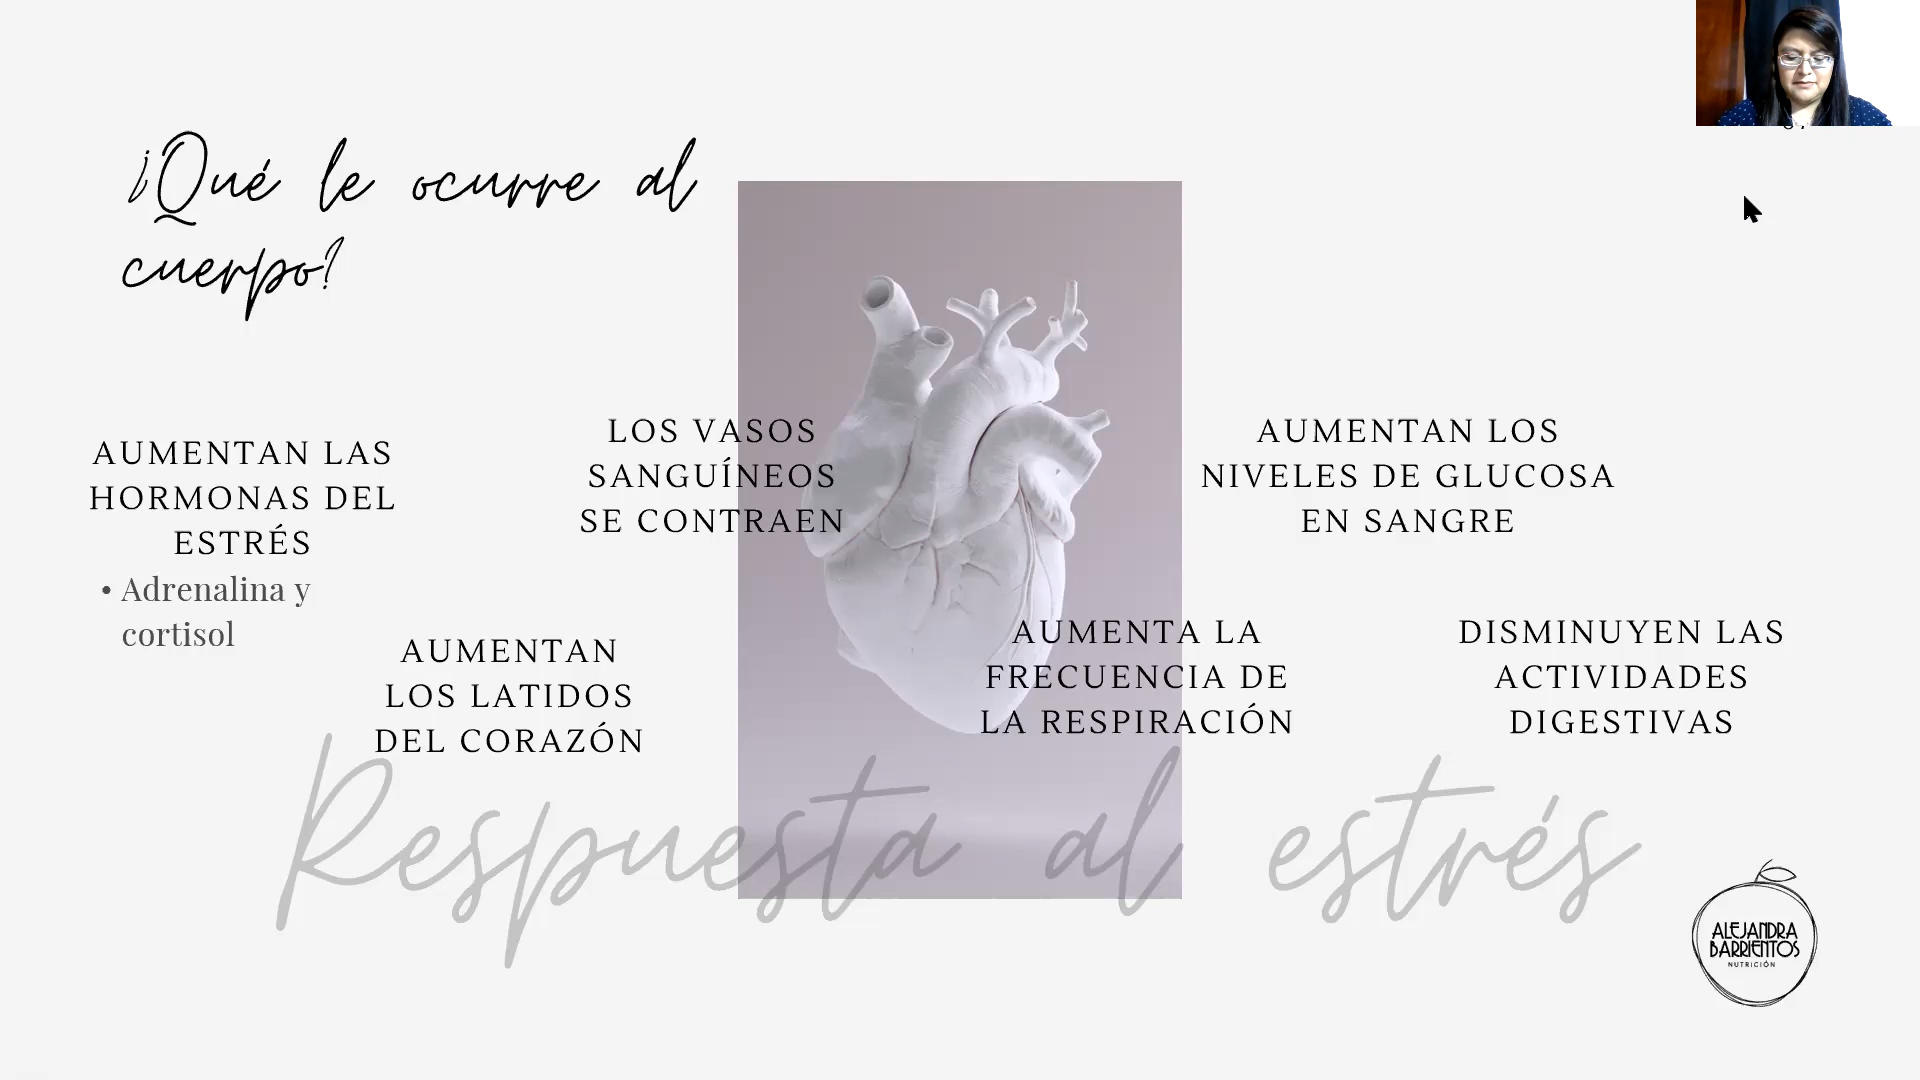 ¿Qué le ocurre al
cuerpo?
AUMENTAN LAS
HORMONAS DEL
ESTRÉS
• Adrenalina y
cortisol
LOS VASOS
SANGUÍNEOS
SE CONTRAEN
AUMENTAN LOS
NIVELES DE GLUCOSA
EN SANGRE
AUMENTAN
LOS LATIDOS
DEL CORAZÓN
AUMENTA LA
FRECUENCIA DE
LA RESPIRACIÓN
DISMINUYEN LAS
ACTIVIDADES
DIGESTIVAS
Respuesta al estrés
ALEJANDRA
BARRIENTOS
NUTRICIÓN